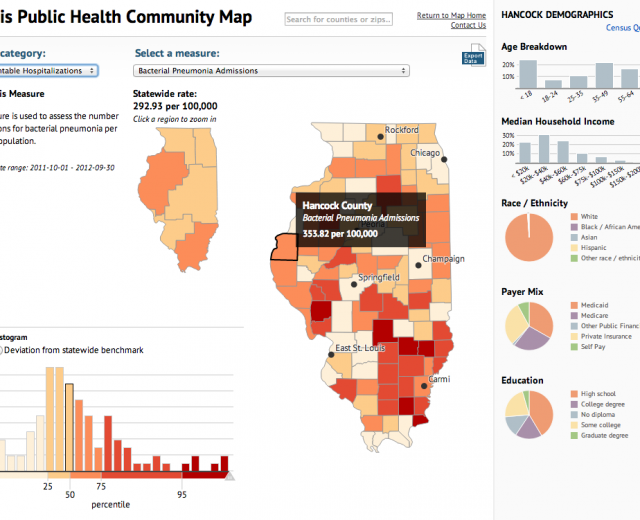 is Public Health Community Map
Search for counties or zips..
Return to Map Home
Contact Us
category:
ntable Hospitalizations
Select a measure:
Bacterial Pneumonia Admissions
Export
Data
is Measure
ure is used to assess the number
ons for bacterial pneumonia per
opulation.
te range: 2011-10-01 - 2012-09-30
Statewide rate:
292.93 per 100,000
Click a region to zoom in
Rockford
Chicago
Hancock County
Bacterial Pneumonia Admissions
353.82 per 100,000
Champaign
Springfield
East St. Louis
Carmi
stogram
Deviation from statewide benchmark
25
50
75
95
percentile
HANCOCK DEMOGRAPHICS
Census Qu
Age Breakdown
20%
10%
< 18
18-24
25-35
35-49
55-64
Median Household Income
30%
20%
10%
< $20k
$20k-$40k
$40k-$60k
$60k-$75k
$75k-$100k
$100k-$150k
$150k-$200
Race / Ethnicity
White
Black / African Ame
Asian
Hispanic
Other race / ethnicit
Payer Mix
Medicaid
Medicare
Other Public Financ
Private Insurance
Self Pay
Education
High school
College degree
No diploma
Some college
Graduate degree